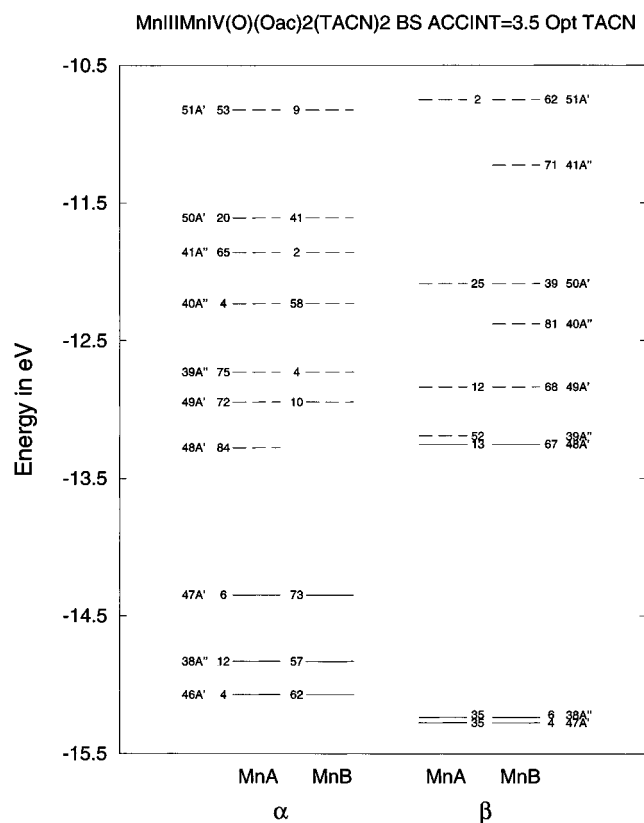 MnIIIMnIV(O)(Oac)2(TACN)2 BS ACCINT=3.5 Opt TACN
Energy in eV
-10.5
-11.5
-12.5
-13.5
-14.5
-15.5
51A' 53 9
50A' 20 41
41A" 65 2
40A" 4 58
39A" 75 4
49A' 72 10
48A' 84
47A' 6 73
38A" 12 57
46A' 4 62
2 62 51A'
71 41A"
25 39 50A'
81 40A"
12 68 49A'
52 39A"
13 67 48A'
35 6 38A"
35 4 47A'
MnA MnB MnA MnB
α β